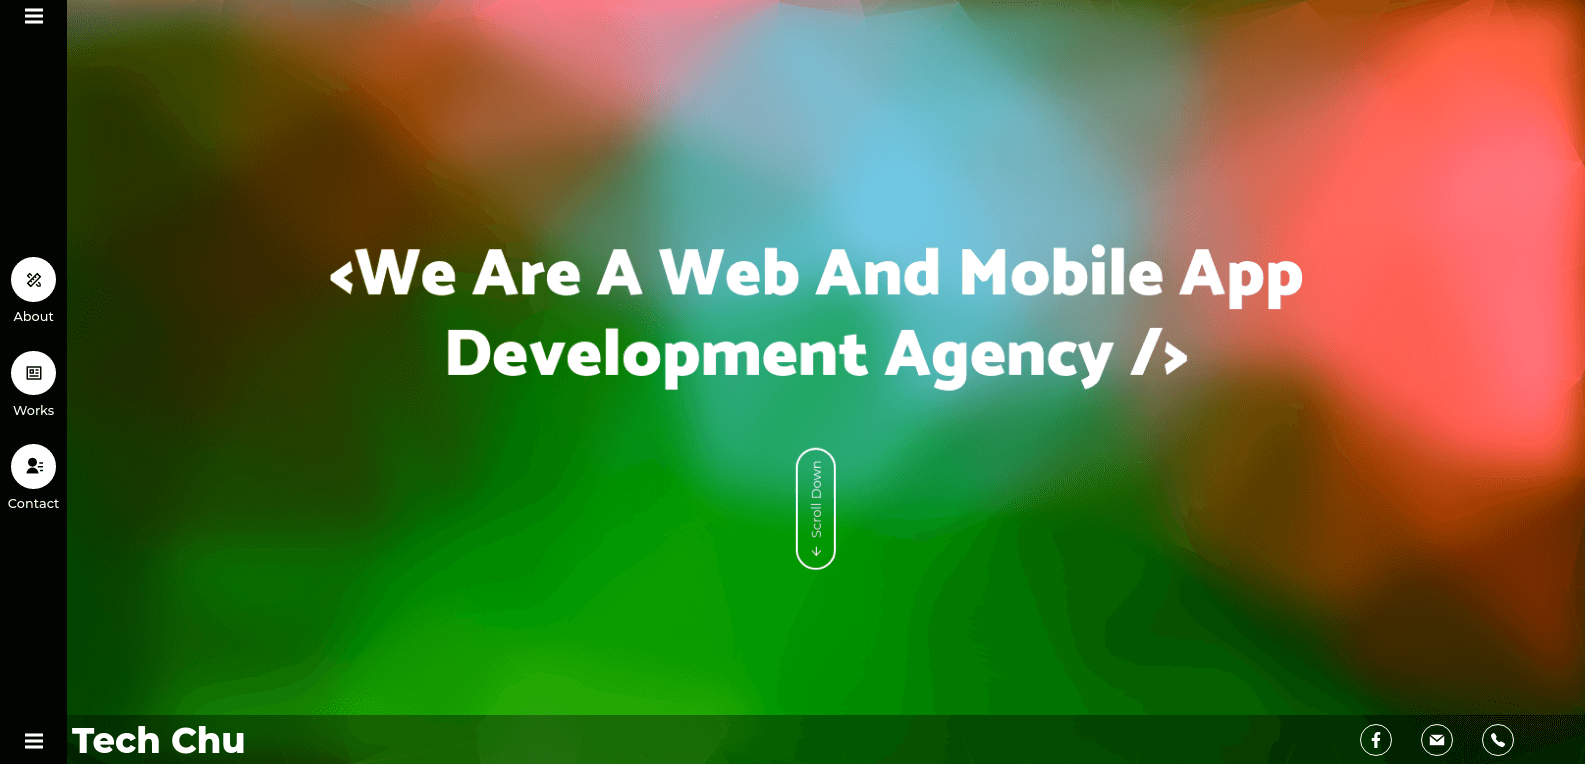 About
Works
Contact
<We Are A Web And Mobile App
Development Agency />
Scroll Down
Tech Chu